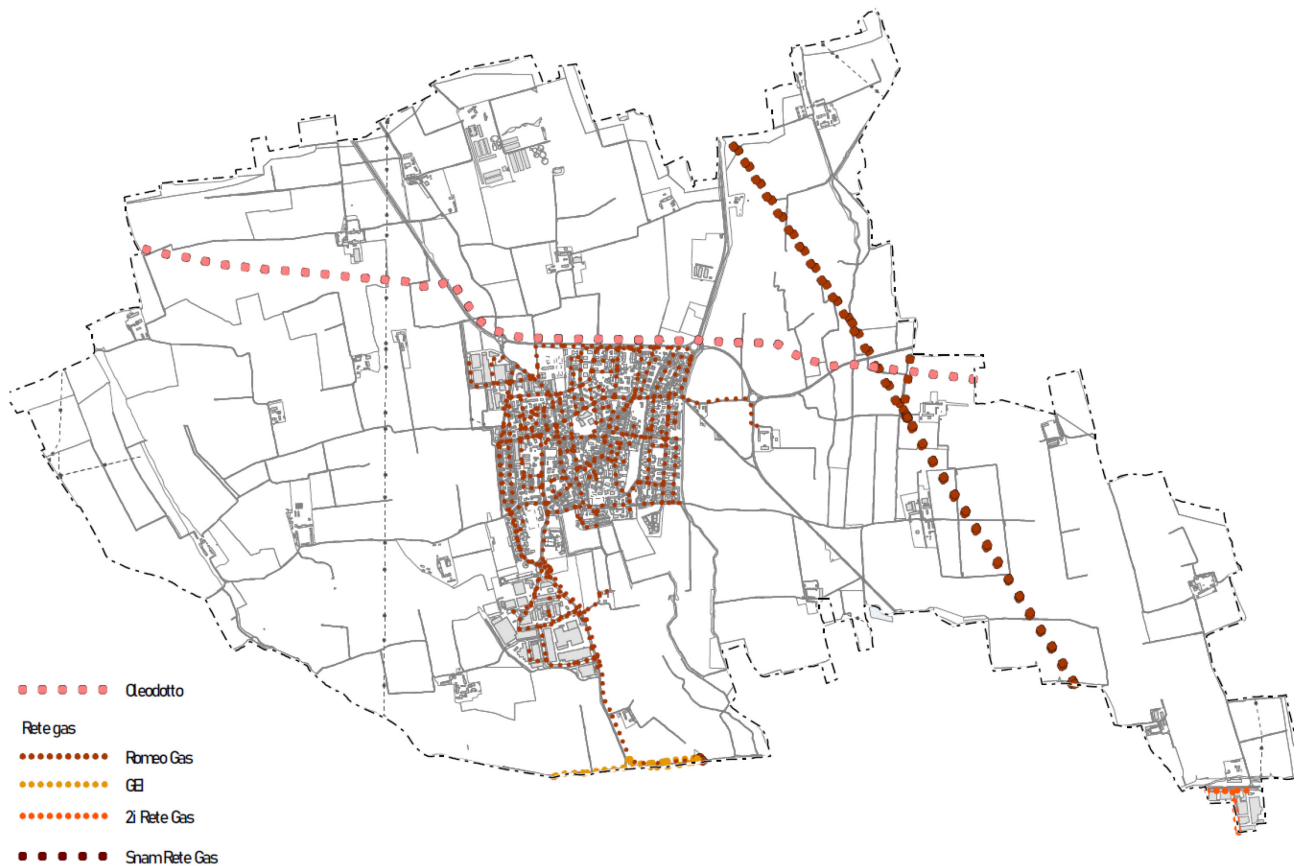 Oleodotto
Rete gas
Romeo Gas
GEI
2i Rete Gas
Snam Rete Gas